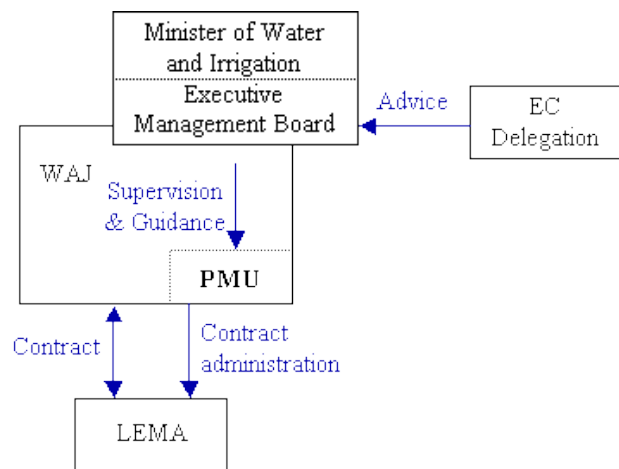 Minister of Water
and Irrigation
Executive
Management Board
Advice
EC
Delegation
WAJ
Supervision
& Guidance
PMU
Contract
Contract
administration
LEMA